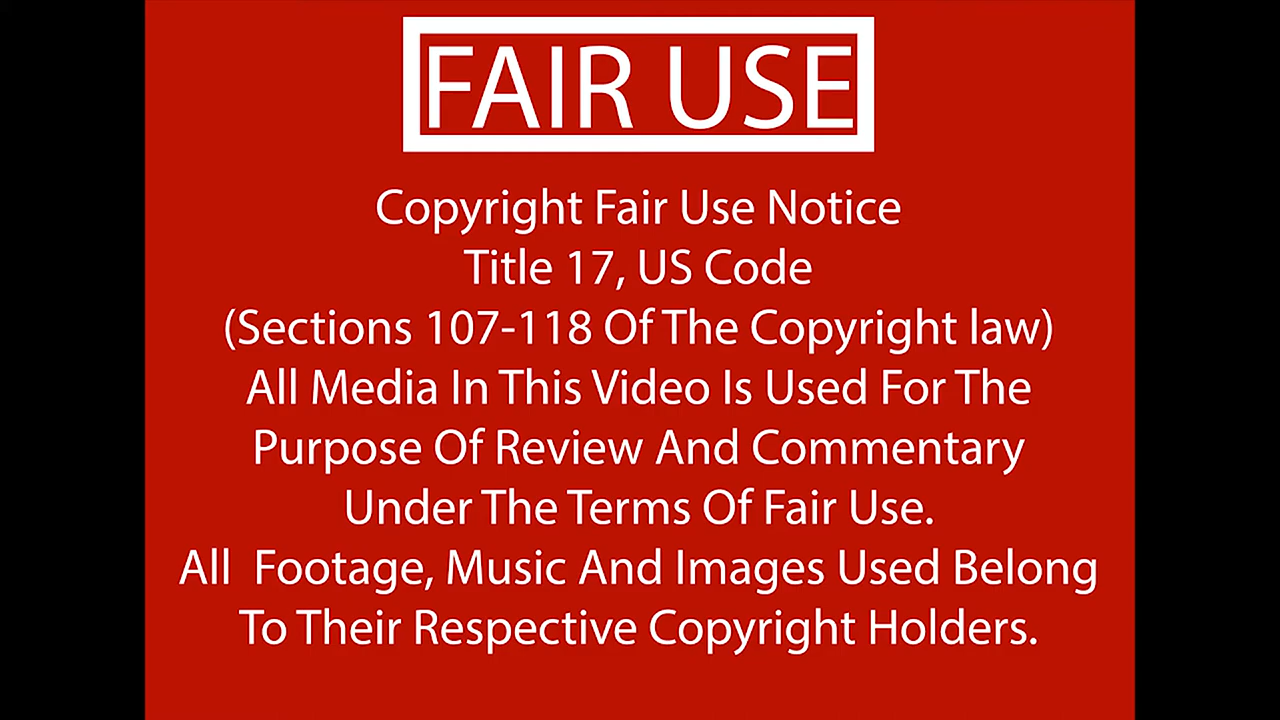 FAIR USE
Copyright Fair Use Notice
Title 17, US Code
(Sections 107-118 Of The Copyright law)
All Media In This Video Is Used For The
Purpose Of Review And Commentary
Under The Terms Of Fair Use.
All  Footage, Music And Images Used Belong
To Their Respective Copyright Holders.